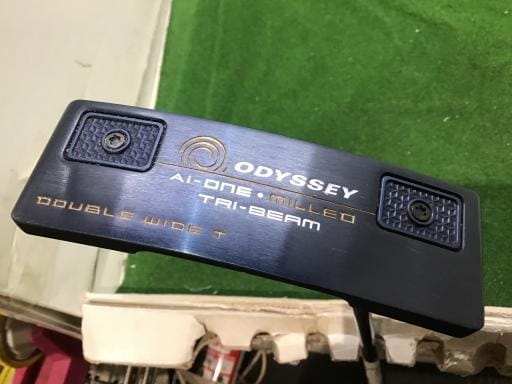 ODYSSEY
Ai-ONE • MILLED
TRI-BEAM
DOUBLE WIDE T